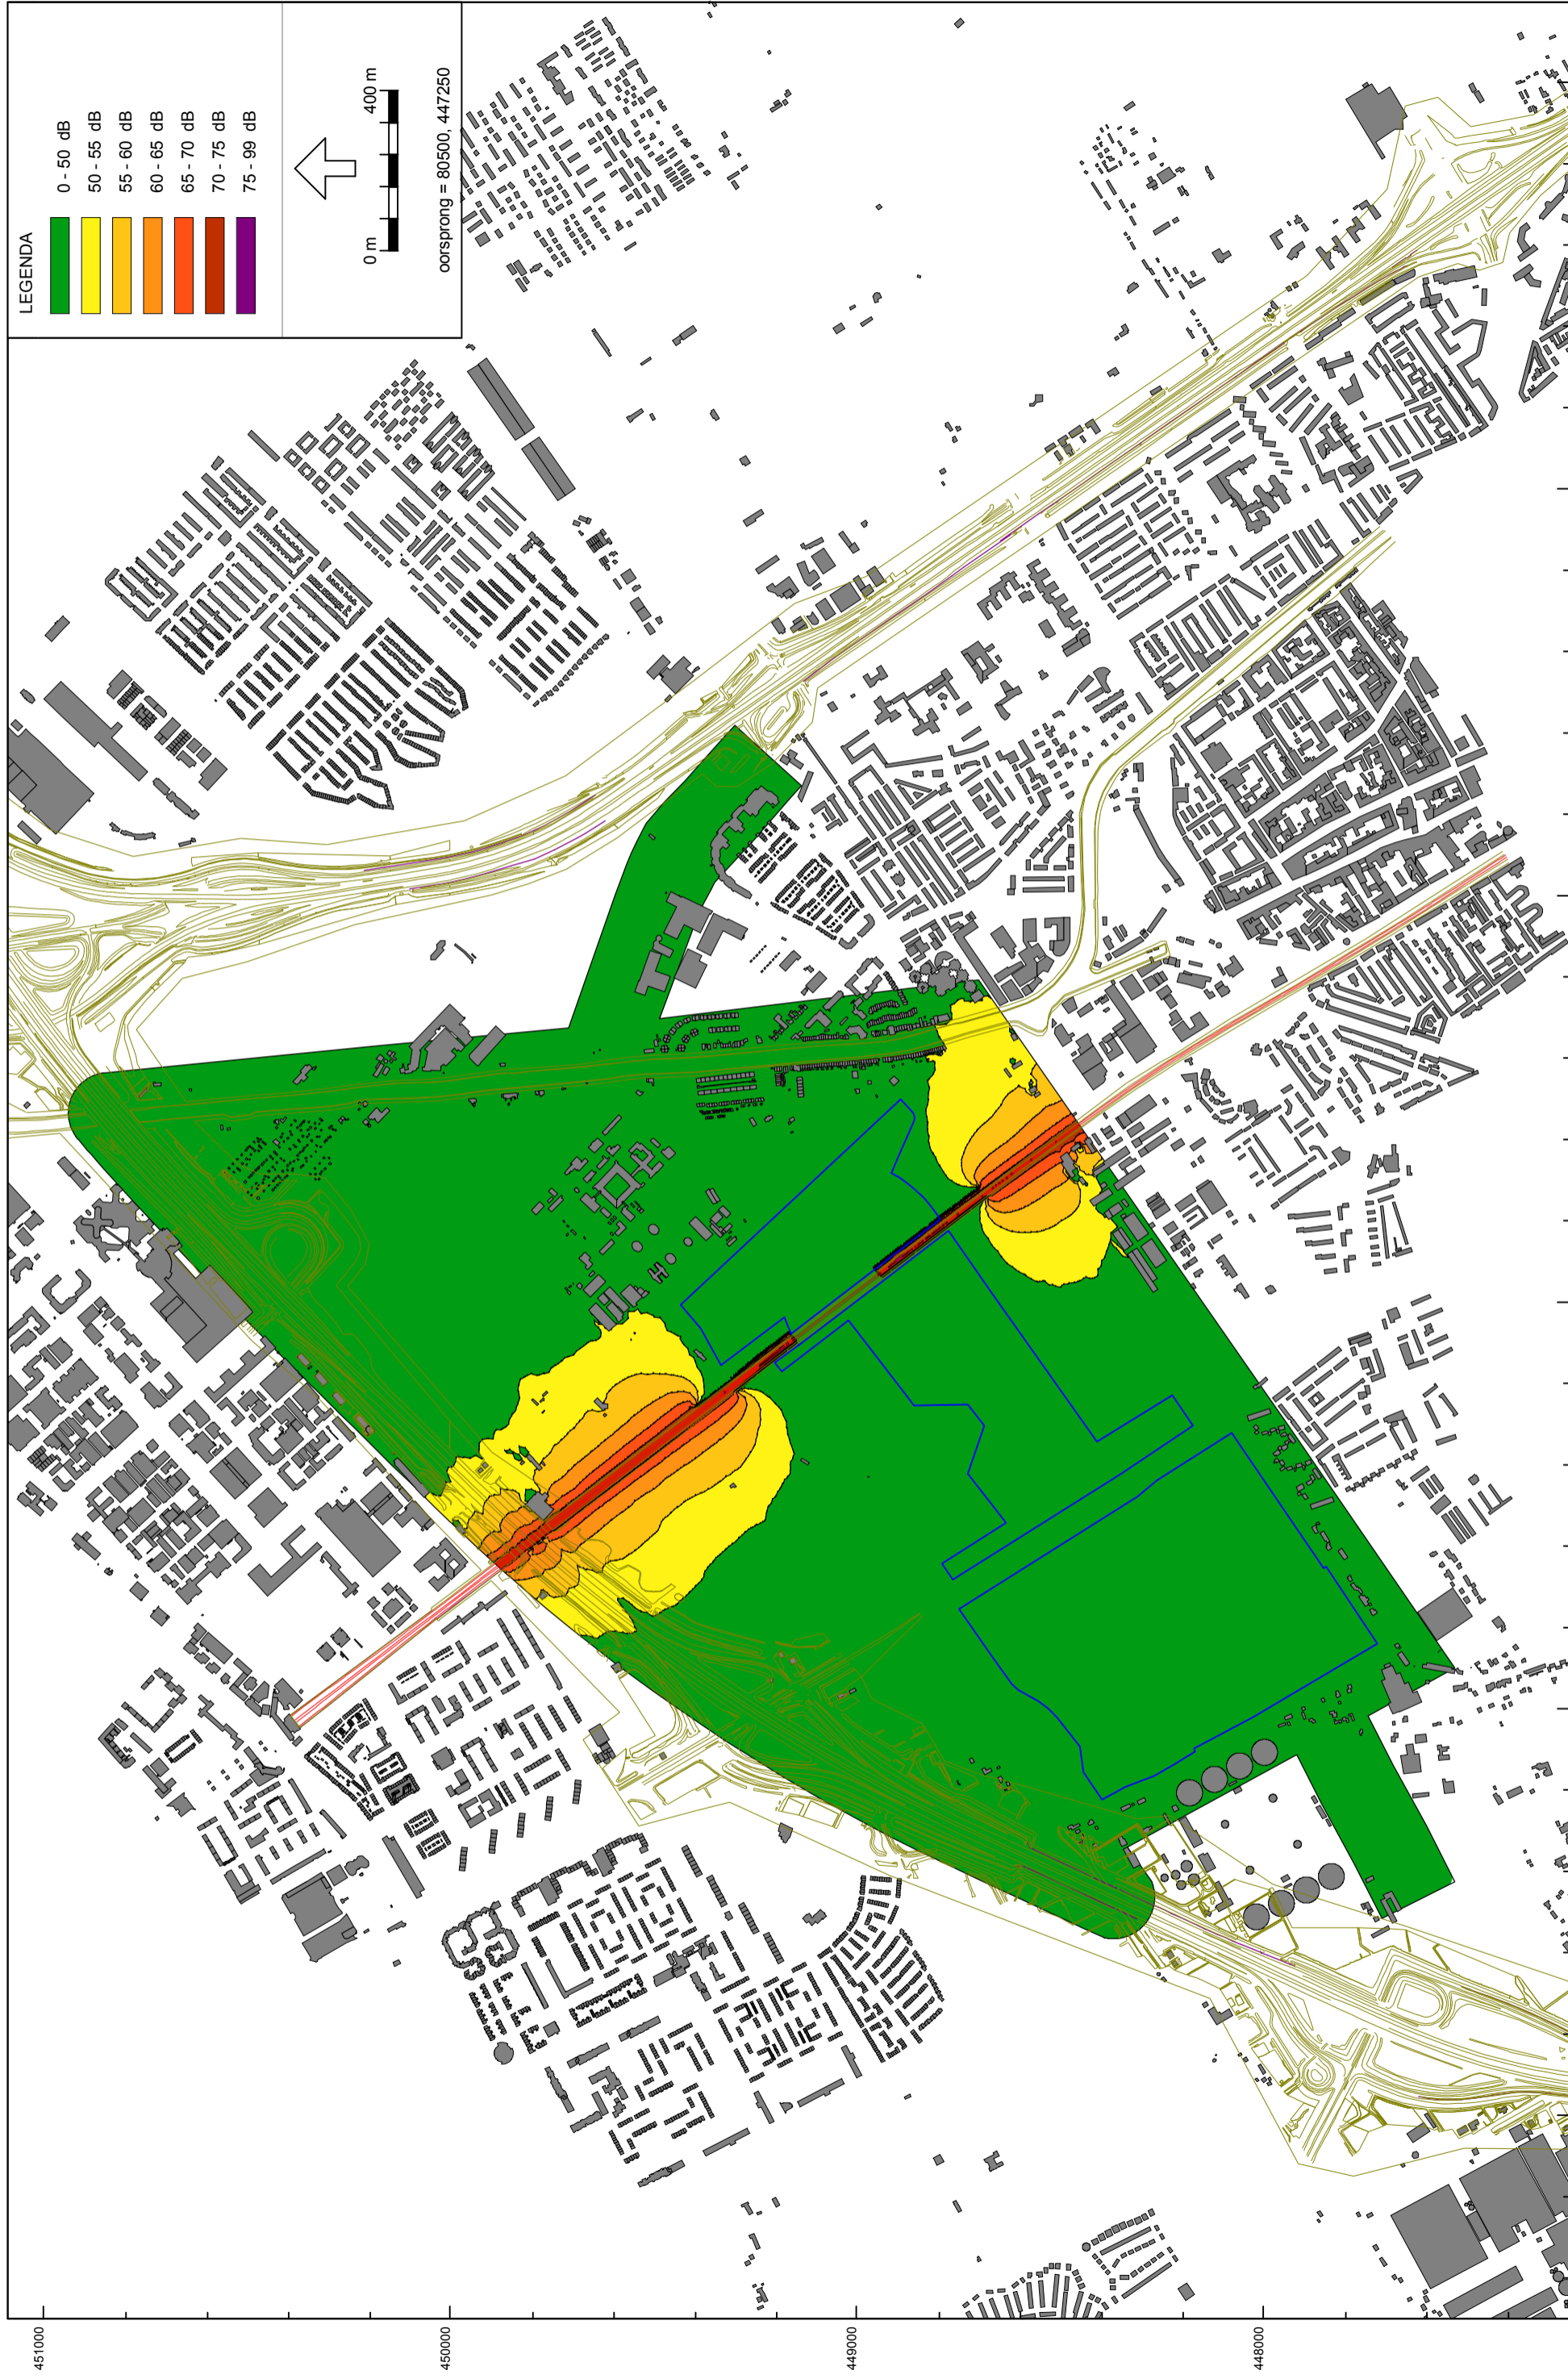 LEGENDA
0 - 50 dB
50 - 55 dB
55 - 60 dB
60 - 65 dB
65 - 70 dB
70 - 75 dB
75 - 99 dB
0 m 400 m
oorsprong = 80500, 447250
451000
450000
449000
448000